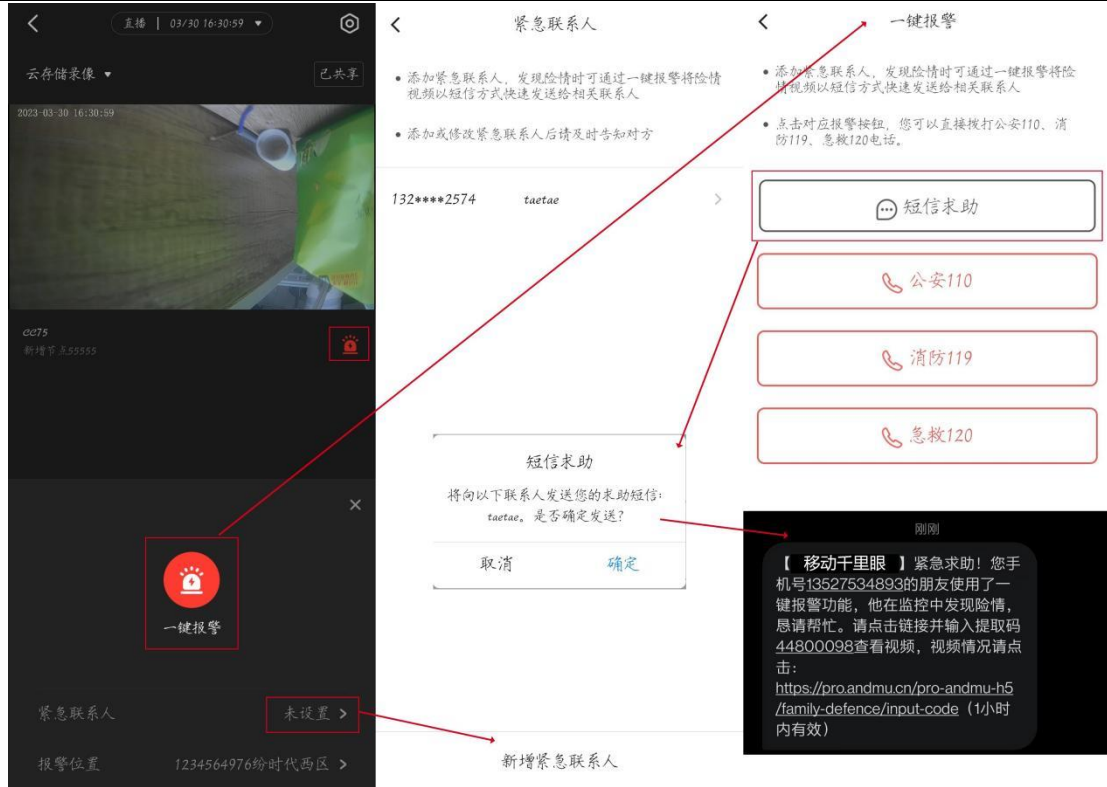 直播 | 03/30 16:30:59
云存储录像
已共享
2023-03-30 16:30:59
CC75
新增节点55555
一键报警
紧急联系人 未设置
报警位置 1234564976纷时代西区
紧急联系人
添加紧急联系人，发现险情时可通过一键报警将险情
视频以短信方式快速发送给相关联系人
添加或修改紧急联系人后请及时告知对方
132****2574 taetae
短信求助
将向以下联系人发送您的求助短信：
taetae。是否确定发送？
取消 确定
新增紧急联系人
一键报警
添加紧急联系人，发现险情时可通过一键报警将险
情视频以短信方式快速发送给相关联系人
点击对应报警按钮，您可以直接拨打公安110、消
防119、急救120电话。
短信求助
公安110
消防119
急救120
刚刚
【 移动千里眼 】紧急求助！您手
机号13527534893的朋友使用了一
键报警功能，他在监控中发现险情，
恳请帮忙。请点击链接并输入提取码
44800098查看视频，视频情况请点
击：
https://pro.andmu.cn/pro-andmu-h5
/family-defence/input-code（1小时
内有效）